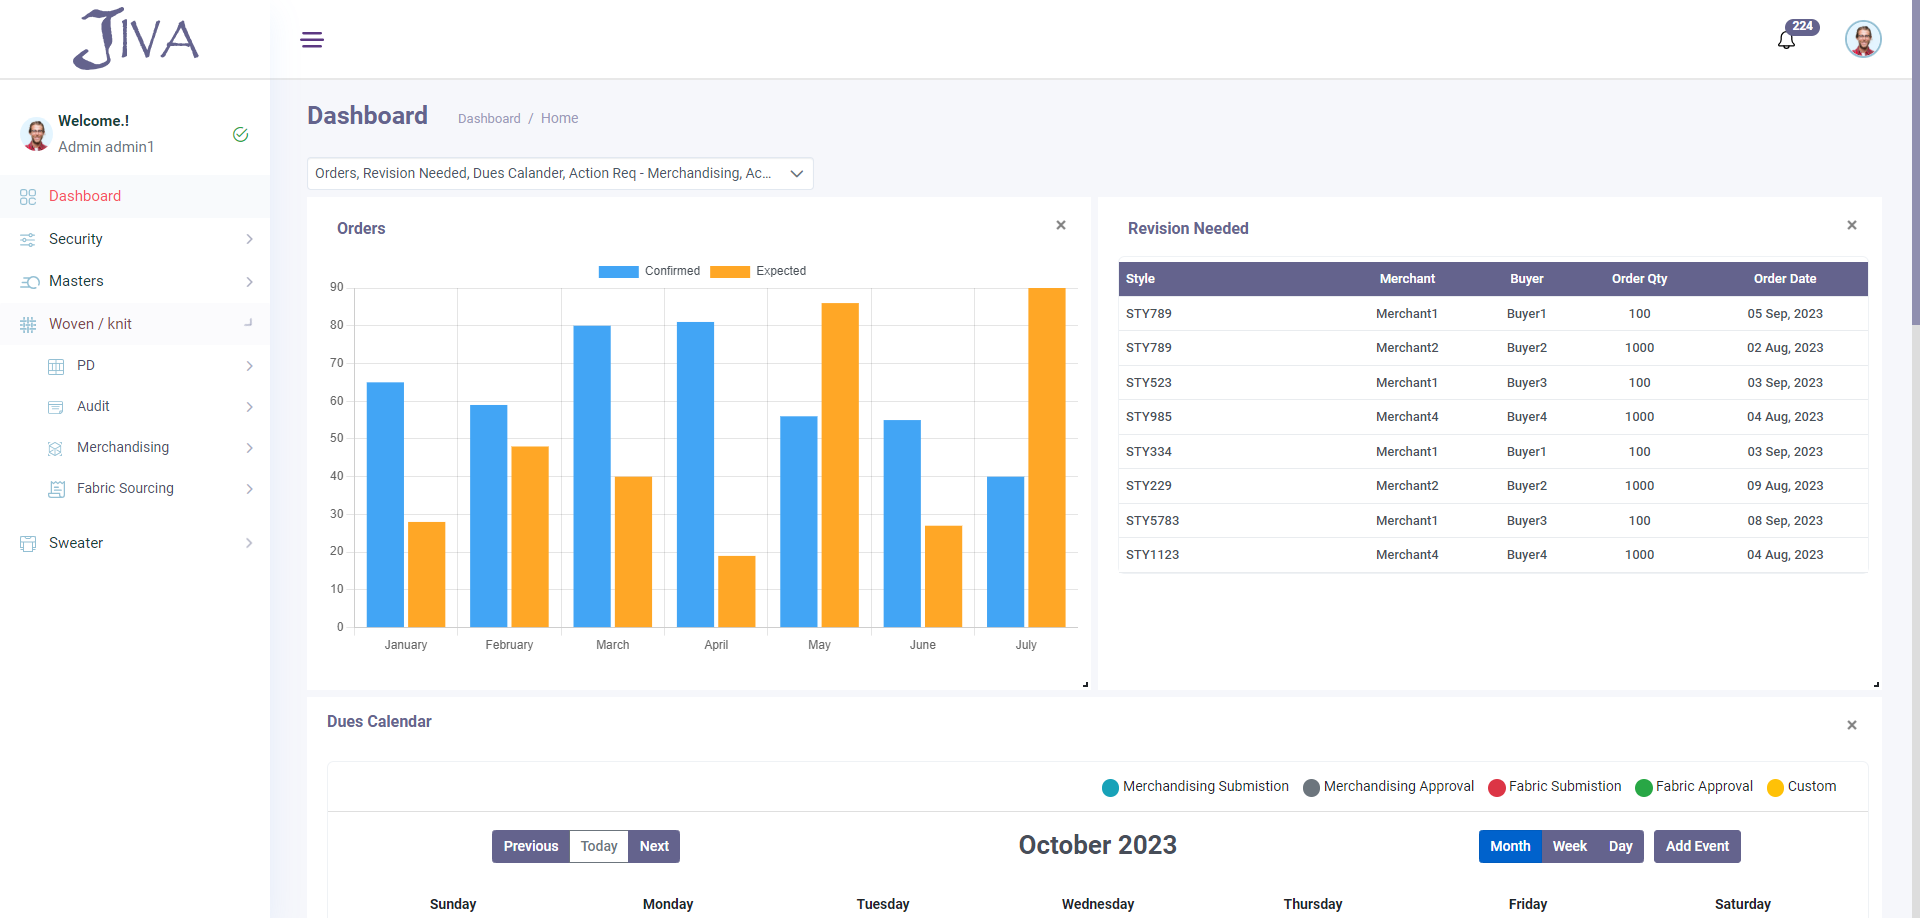 JIVA
224
Welcome.!
Admin admin1
Dashboard
Security
Masters
Woven / knit
PD
Audit
Merchandising
Fabric Sourcing
Sweater
Dashboard
Dashboard / Home
Orders, Revision Needed, Dues Calander, Action Req - Merchandising, Ac...
Orders
Confirmed Expected
90
80
70
60
50
40
30
20
10
0
January February March April May June July
Revision Needed
Style Merchant Buyer Order Qty Order Date
STY789 Merchant1 Buyer1 100 05 Sep, 2023
STY789 Merchant2 Buyer2 1000 02 Aug, 2023
STY523 Merchant1 Buyer3 100 03 Sep, 2023
STY985 Merchant4 Buyer4 1000 04 Aug, 2023
STY334 Merchant1 Buyer1 100 03 Sep, 2023
STY229 Merchant2 Buyer2 1000 09 Aug, 2023
STY5783 Merchant1 Buyer3 100 08 Sep, 2023
STY1123 Merchant4 Buyer4 1000 04 Aug, 2023
Dues Calendar
Merchandising Submistion Merchandising Approval Fabric Submistion Fabric Approval Custom
Previous Today Next October 2023 Month Week Day Add Event
Sunday Monday Tuesday Wednesday Thursday Friday Saturday